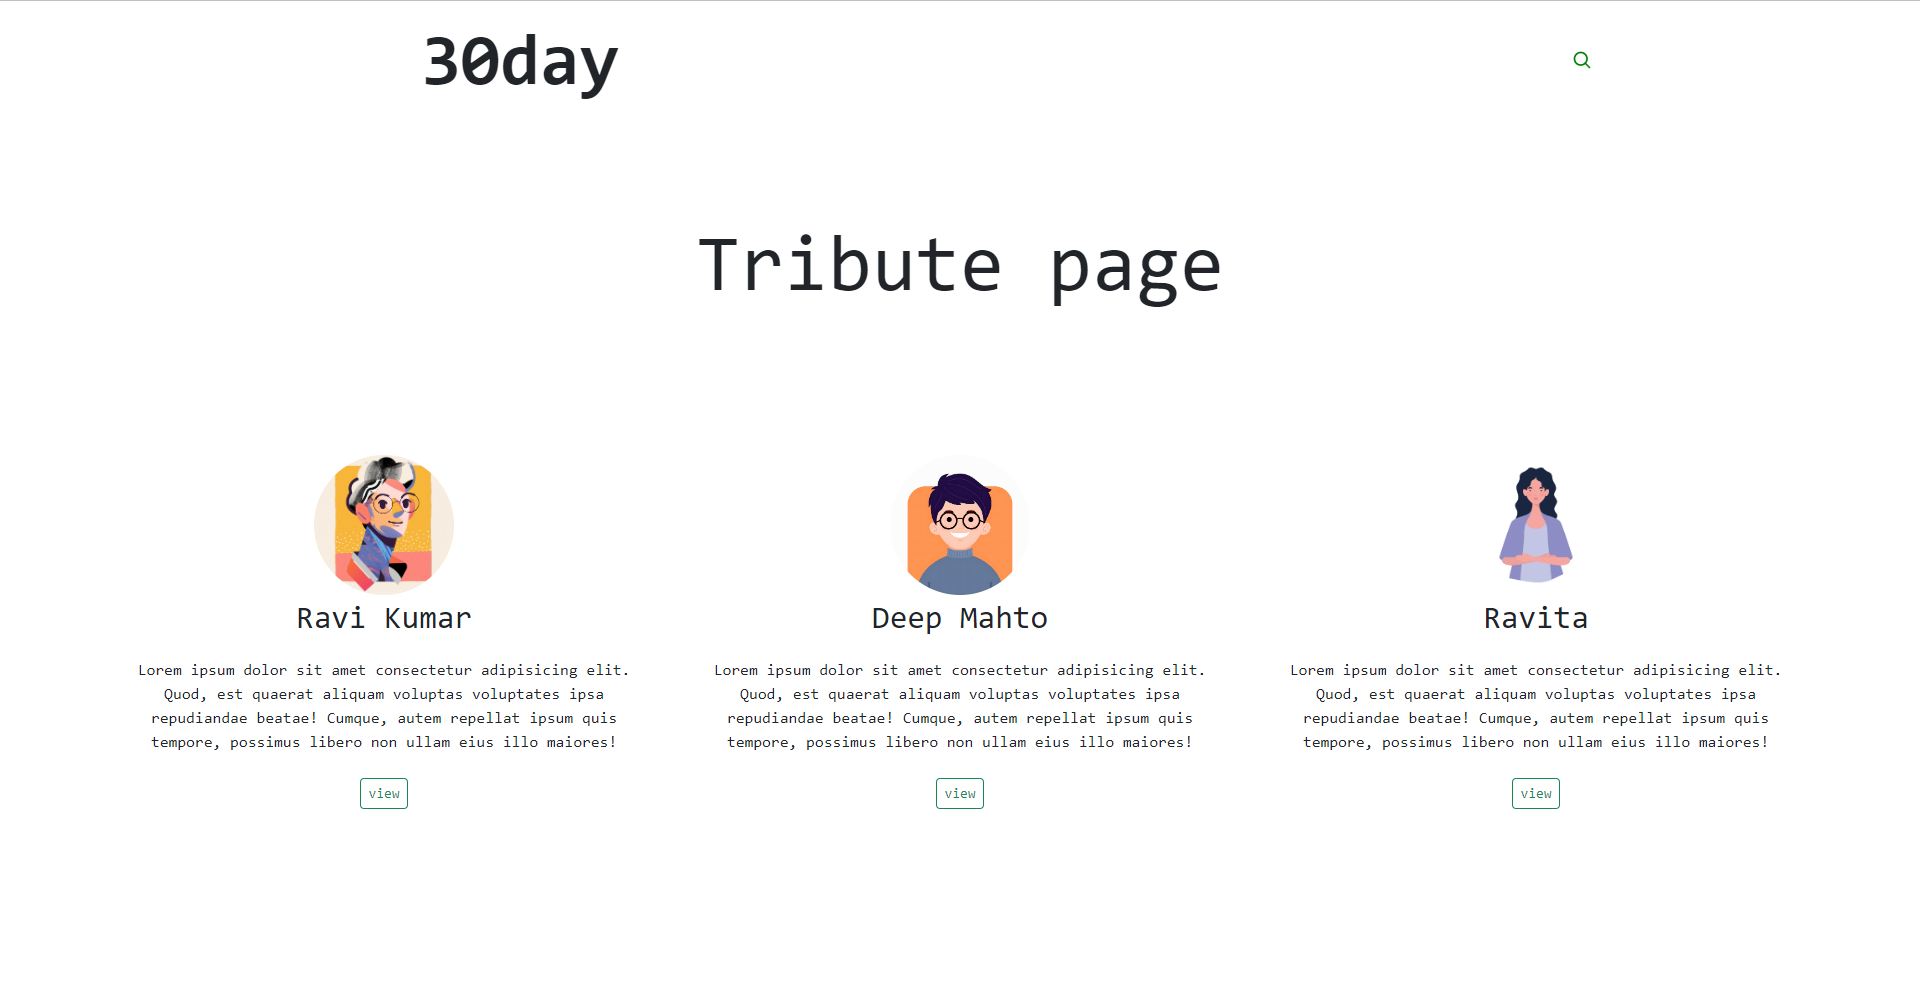 30day
Tribute page
Ravi Kumar
Lorem ipsum dolor sit amet consectetur adipisicing elit.
Quod, est quaerat aliquam voluptas voluptates ipsa
repudiandae beatae! Cumque, autem repellat ipsum quis
tempore, possimus libero non ullam eius illo maiores!
view
Deep Mahto
Lorem ipsum dolor sit amet consectetur adipisicing elit.
Quod, est quaerat aliquam voluptas voluptates ipsa
repudiandae beatae! Cumque, autem repellat ipsum quis
tempore, possimus libero non ullam eius illo maiores!
view
Ravita
Lorem ipsum dolor sit amet consectetur adipisicing elit.
Quod, est quaerat aliquam voluptas voluptates ipsa
repudiandae beatae! Cumque, autem repellat ipsum quis
tempore, possimus libero non ullam eius illo maiores!
view